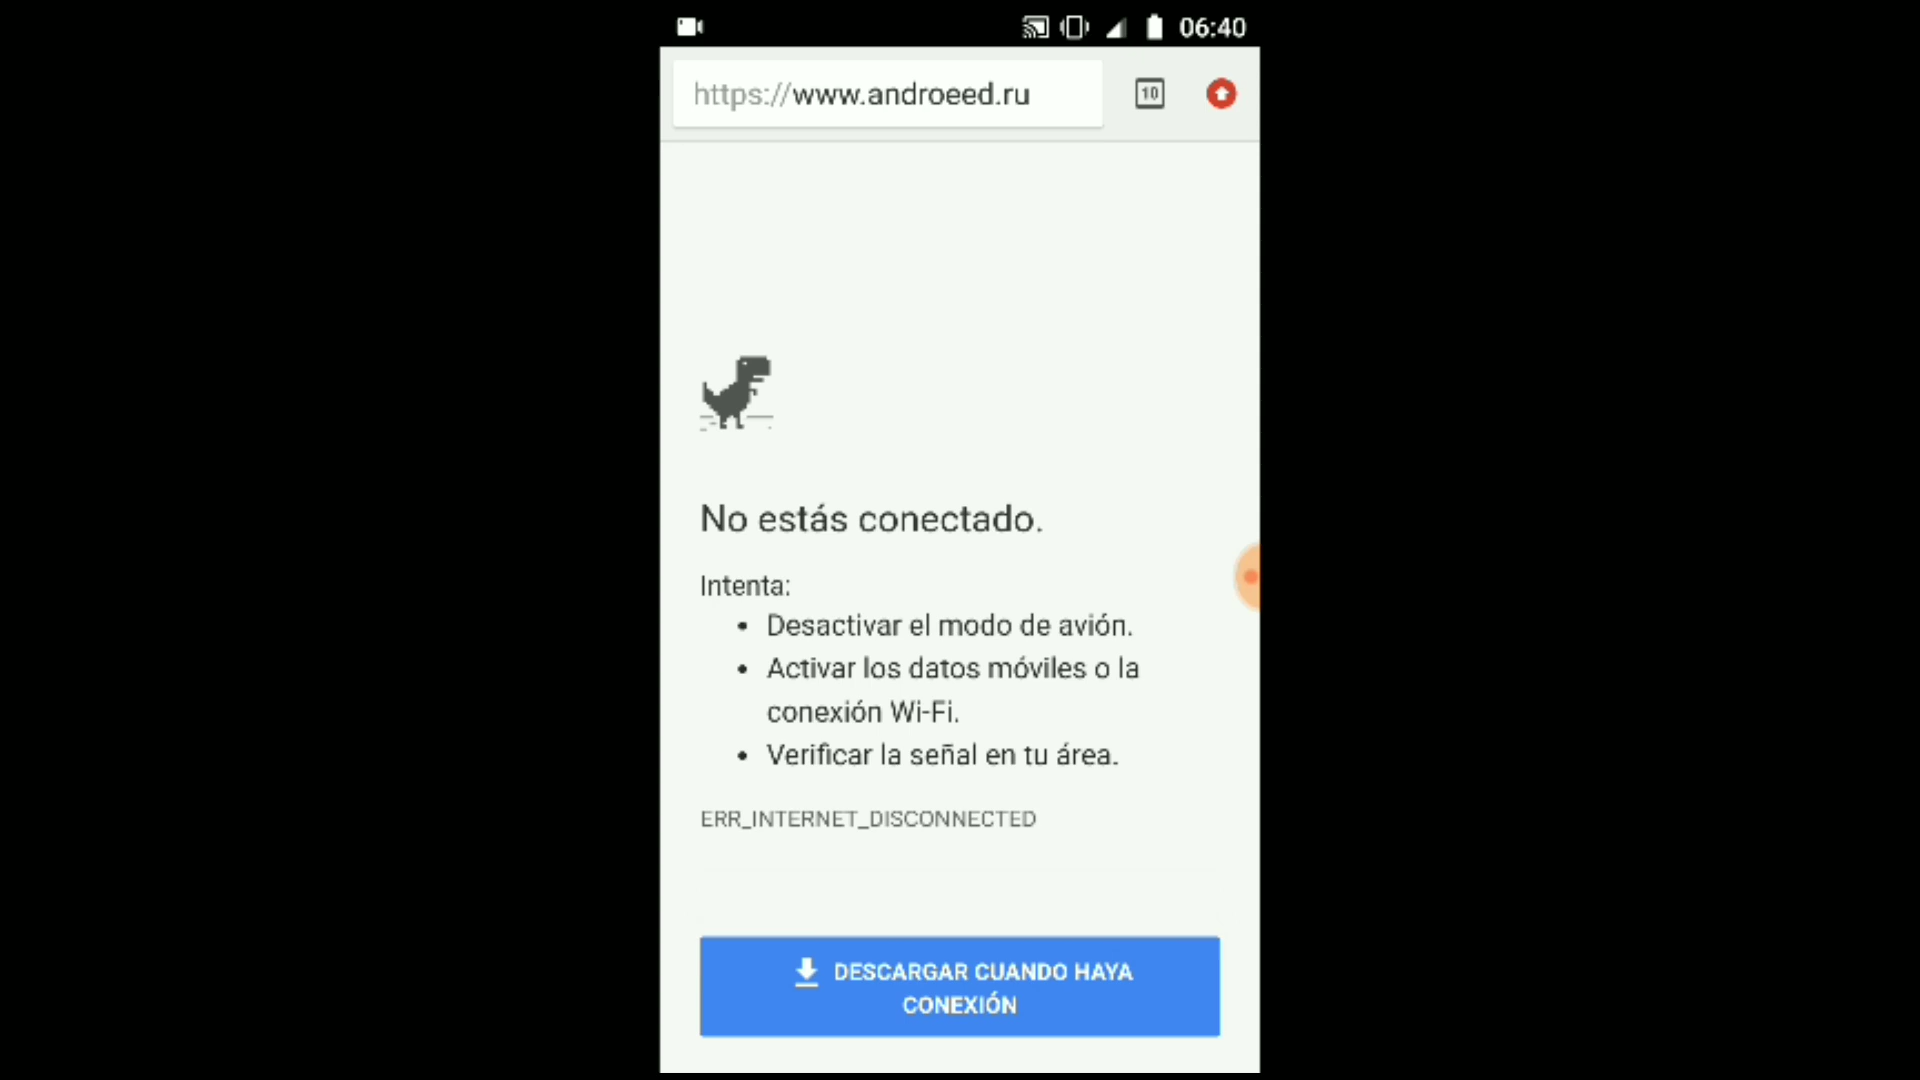 06:40
https://www.androeed.ru
10
No estás conectado.
Intenta:
• Desactivar el modo de avión.
• Activar los datos móviles o la
conexión Wi-Fi.
• Verificar la señal en tu área.
ERR_INTERNET_DISCONNECTED
DESCARGAR CUANDO HAYA
CONEXIÓN